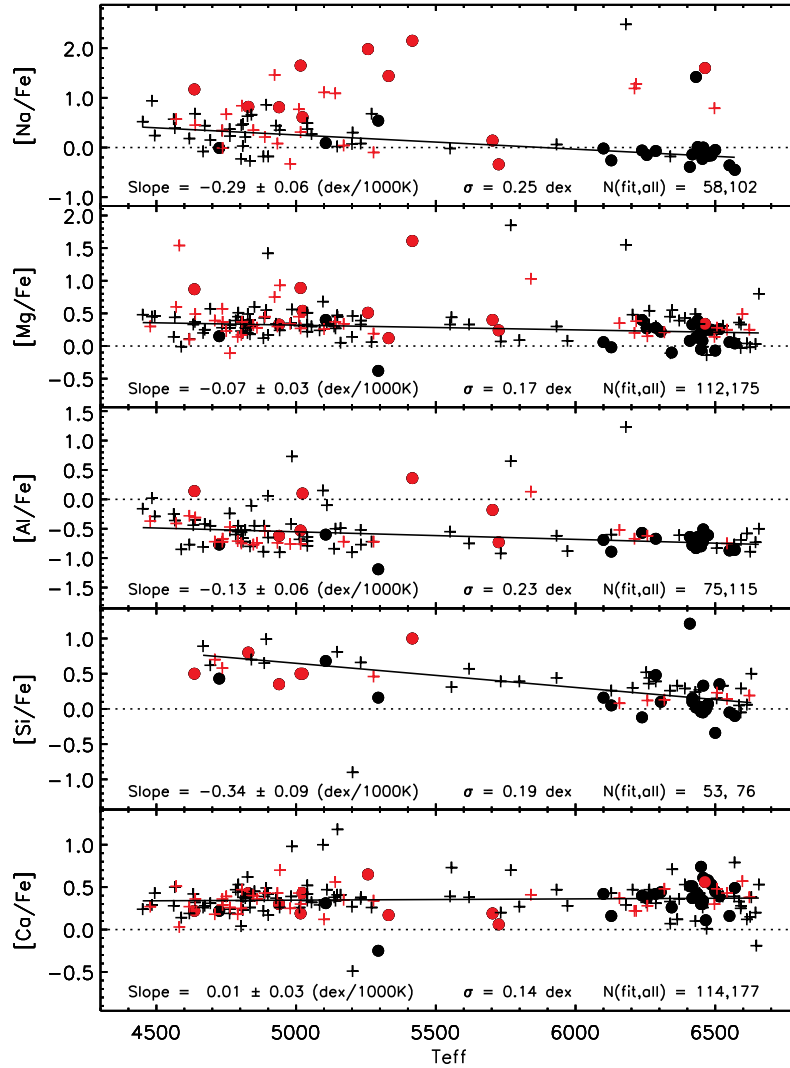 [Na/Fe]
2.0
1.0
0.0
−1.0
Slope = −0.29 ± 0.06 (dex/1000K) σ = 0.25 dex N(fit,all) = 58,102
[Mg/Fe]
2.0
1.5
1.0
0.5
0.0
−0.5
Slope = −0.07 ± 0.03 (dex/1000K) σ = 0.17 dex N(fit,all) = 112,175
[Al/Fe]
1.0
0.5
0.0
−0.5
−1.0
−1.5
Slope = −0.13 ± 0.06 (dex/1000K) σ = 0.23 dex N(fit,all) = 75,115
[Si/Fe]
1.0
0.5
0.0
−0.5
−1.0
Slope = −0.34 ± 0.09 (dex/1000K) σ = 0.19 dex N(fit,all) = 53, 76
[Ca/Fe]
1.0
0.5
0.0
−0.5
Slope = 0.01 ± 0.03 (dex/1000K) σ = 0.14 dex N(fit,all) = 114,177
4500 5000 5500 6000 6500
Teff